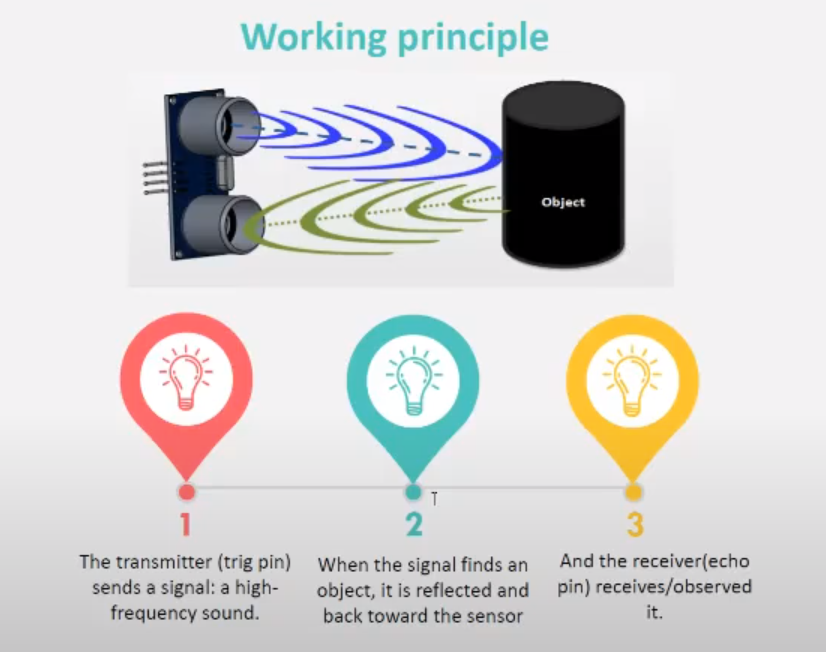 Working principle
Object
1
The transmitter (trig pin)
sends a signal: a high-
frequency sound.
2
When the signal finds an
object, it is reflected and
back toward the sensor
3
And the receiver(echo
pin) receives/observed
it.